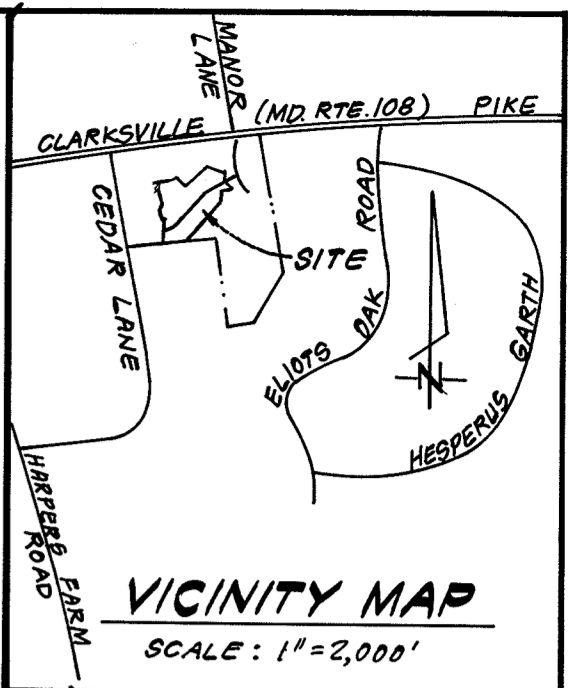 MANOR
LANE
CLARKSVILLE (MD. RTE. 108) PIKE
CEDAR LANE
SITE
ELIOTS OAK ROAD
N
HESPERUS GARTH
HARPERS FARM
ROAD
VICINITY MAP
SCALE : 1" = 2,000'